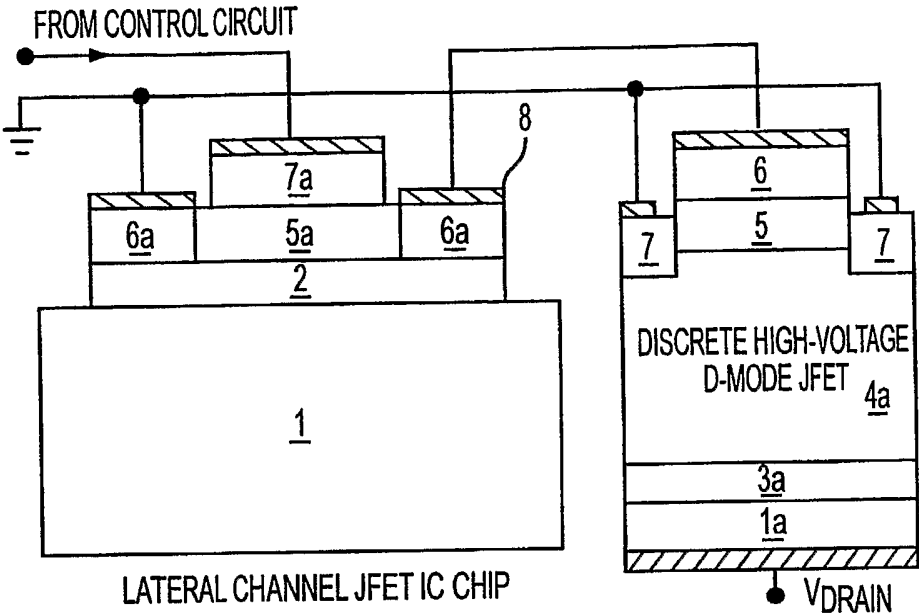 FROM CONTROL CIRCUIT
8
7a
6a
5a
6a
2
1
LATERAL CHANNEL JFET IC CHIP
6
7
5
7
DISCRETE HIGH-VOLTAGE
D-MODE JFET
4a
3a
1a
VDRAIN